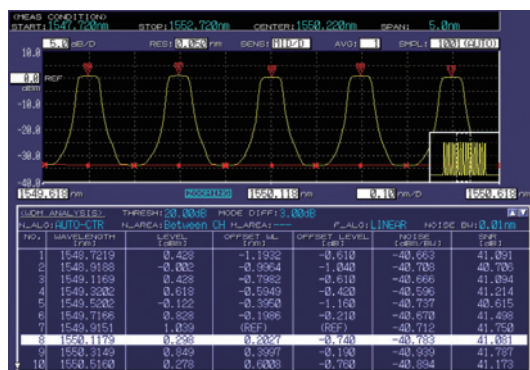 (MEAS CONDITION)
START:1547.720nm STOP:1552.720nm CENTER:1550.220nm SPAN: 5.0nm
5.0 dB/D RES:0.050 nm SENS:MID/D AVG: 1 SMPL: 1001(AUTO)
10.0
0.0 REF
dBm
-10.0
-20.0
-30.0
-40.0
1549.618 nm 1550.118 nm 0.10 nm/D 1550.618 nm
(WDM ANALYSIS) THRESH:20.00dB MODE DIFF:3.00dB
N_ALGO:AUTO-CTR N_AREA:Between CH M_AREA:--- F_ALGO:LINEAR NOISE BW:0.01nm
NO. WAVELENGTH LEVEL OFFSET WL OFFSET LEVEL NOISE SNR
[nm] [dBm] [nm] [dB] [dBm/BW] [dB]
1 1548.7219 0.428 -1.1932 -0.610 -40.663 41.091
2 1548.9188 -0.002 -0.9964 -1.040 -40.708 40.706
3 1549.1169 0.428 -0.7982 -0.610 -40.666 41.094
4 1549.3202 0.618 -0.5949 -0.420 -40.596 41.214
5 1549.5202 -0.122 -0.3950 -1.160 -40.737 40.615
6 1549.7166 0.828 -0.1986 -0.210 -40.670 41.498
7 1549.9151 1.039 (REF) (REF) -40.712 41.750
8 1550.1179 0.298 0.2027 -0.740 -40.783 41.081
9 1550.3149 0.849 0.3997 -0.190 -40.939 41.787
10 1550.5160 0.278 0.6008 -0.760 -40.894 41.173